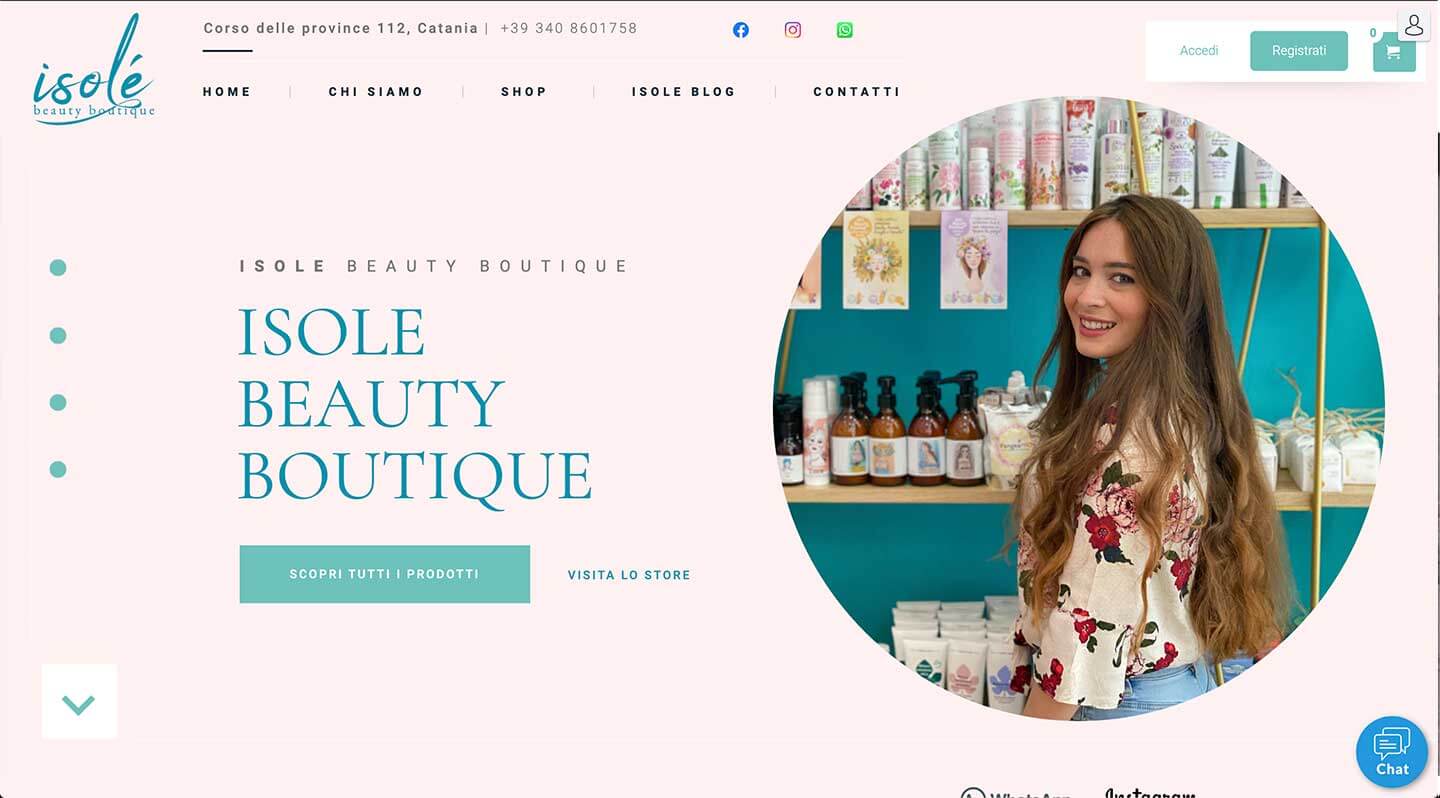 isolé
beauty boutique
Corso delle province 112, Catania | +39 340 8601758
Accedi
Registrati
0
HOME
CHI SIAMO
SHOP
ISOLE BLOG
CONTATTI
ISOLE BEAUTY BOUTIQUE
ISOLE
BEAUTY
BOUTIQUE
SCOPRI TUTTI I PRODOTTI
VISITA LO STORE
Chat
WhatsApp
Instagram